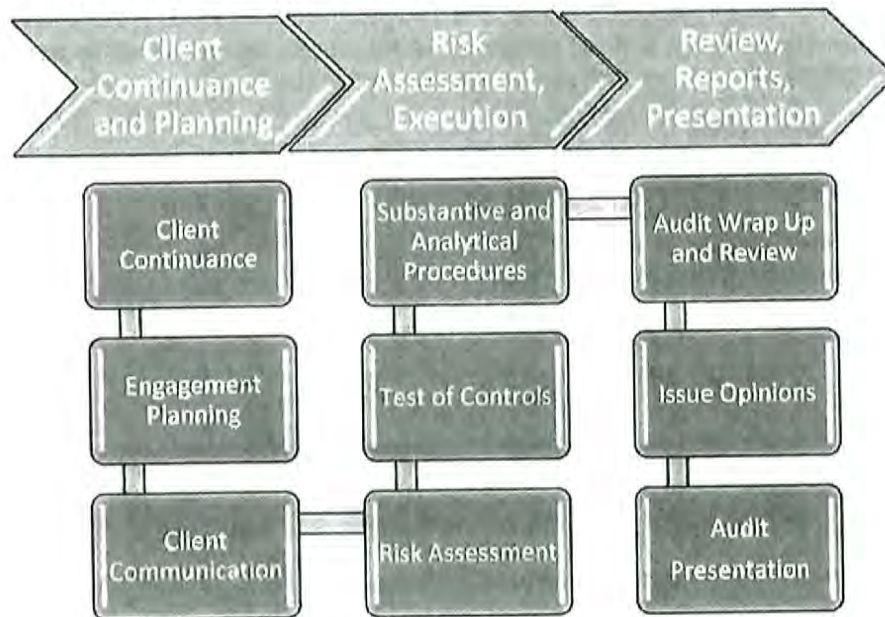 Client
Continuance
and Planning
Risk
Assessment,
Execution
Review,
Reports,
Presentation
Client
Continuance
Engagement
Planning
Client
Communication
Substantive and
Analytical
Procedures
Test of Controls
Risk Assessment
Audit Wrap Up
and Review
Issue Opinions
Audit
Presentation